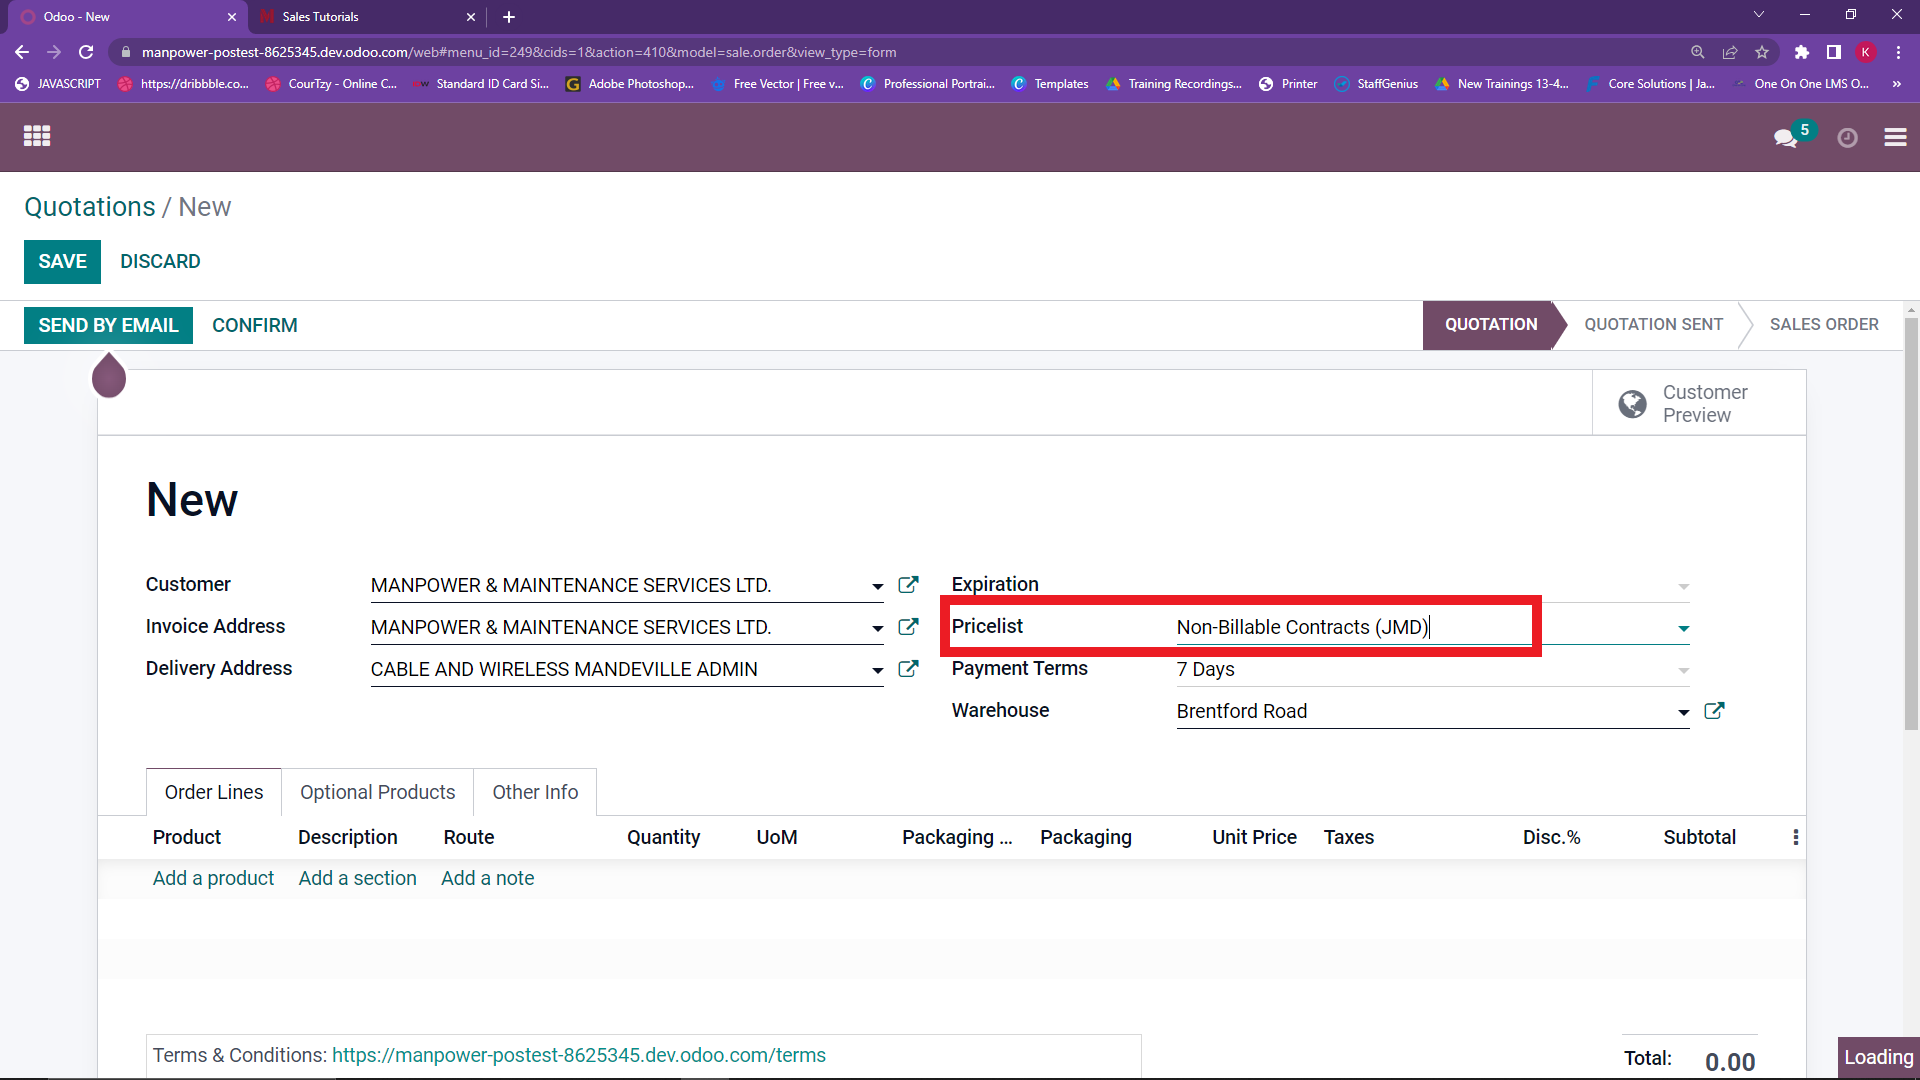 Odoo - New
Sales Tutorials
manpower-postest-8625345.dev.odoo.com/web#menu_id=249&cids=1&action=410&model=sale.order&view_type=form
K
JAVASCRIPT
https://dribbble.co...
CourTzy - Online C...
Standard ID Card Si...
Adobe Photoshop...
Free Vector | Free v...
Professional Portrai...
Templates
Training Recordings...
Printer
StaffGenius
New Trainings 13-4...
Core Solutions | Ja...
One On One LMS O...
»
5
Quotations / New
SAVE
DISCARD
SEND BY EMAIL
CONFIRM
QUOTATION
QUOTATION SENT
SALES ORDER
Customer
Preview
New
Customer
MANPOWER & MAINTENANCE SERVICES LTD.
Invoice Address
MANPOWER & MAINTENANCE SERVICES LTD.
Delivery Address
CABLE AND WIRELESS MANDEVILLE ADMIN
Expiration
Pricelist
Non-Billable Contracts (JMD)
Payment Terms
7 Days
Warehouse
Brentford Road
Order Lines
Optional Products
Other Info
Product
Description
Route
Quantity
UoM
Packaging ...
Packaging
Unit Price
Taxes
Disc.%
Subtotal
Add a product
Add a section
Add a note
Terms & Conditions: https://manpower-postest-8625345.dev.odoo.com/terms
Total:
0.00
Loading